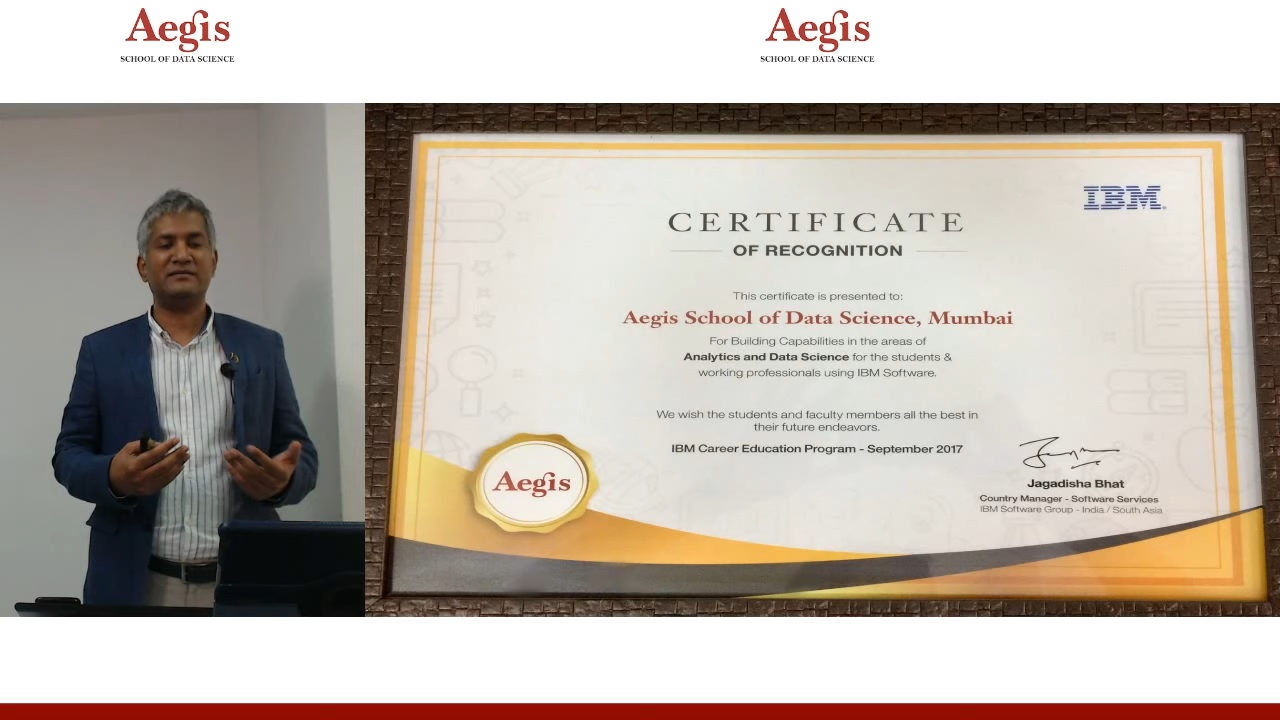 Aegis
SCHOOL OF DATA SCIENCE
Aegis
SCHOOL OF DATA SCIENCE
IBM
CERTIFICATE
OF RECOGNITION
This certificate is presented to:
Aegis School of Data Science, Mumbai
For Building Capabilities in the areas of
Analytics and Data Science for the students &
working professionals using IBM Software.
We wish the students and faculty members all the best in
their future endeavors.
IBM Career Education Program - September 2017
Aegis
Jagadisha Bhat
Country Manager - Software Services
IBM Software Group - India / South Asia